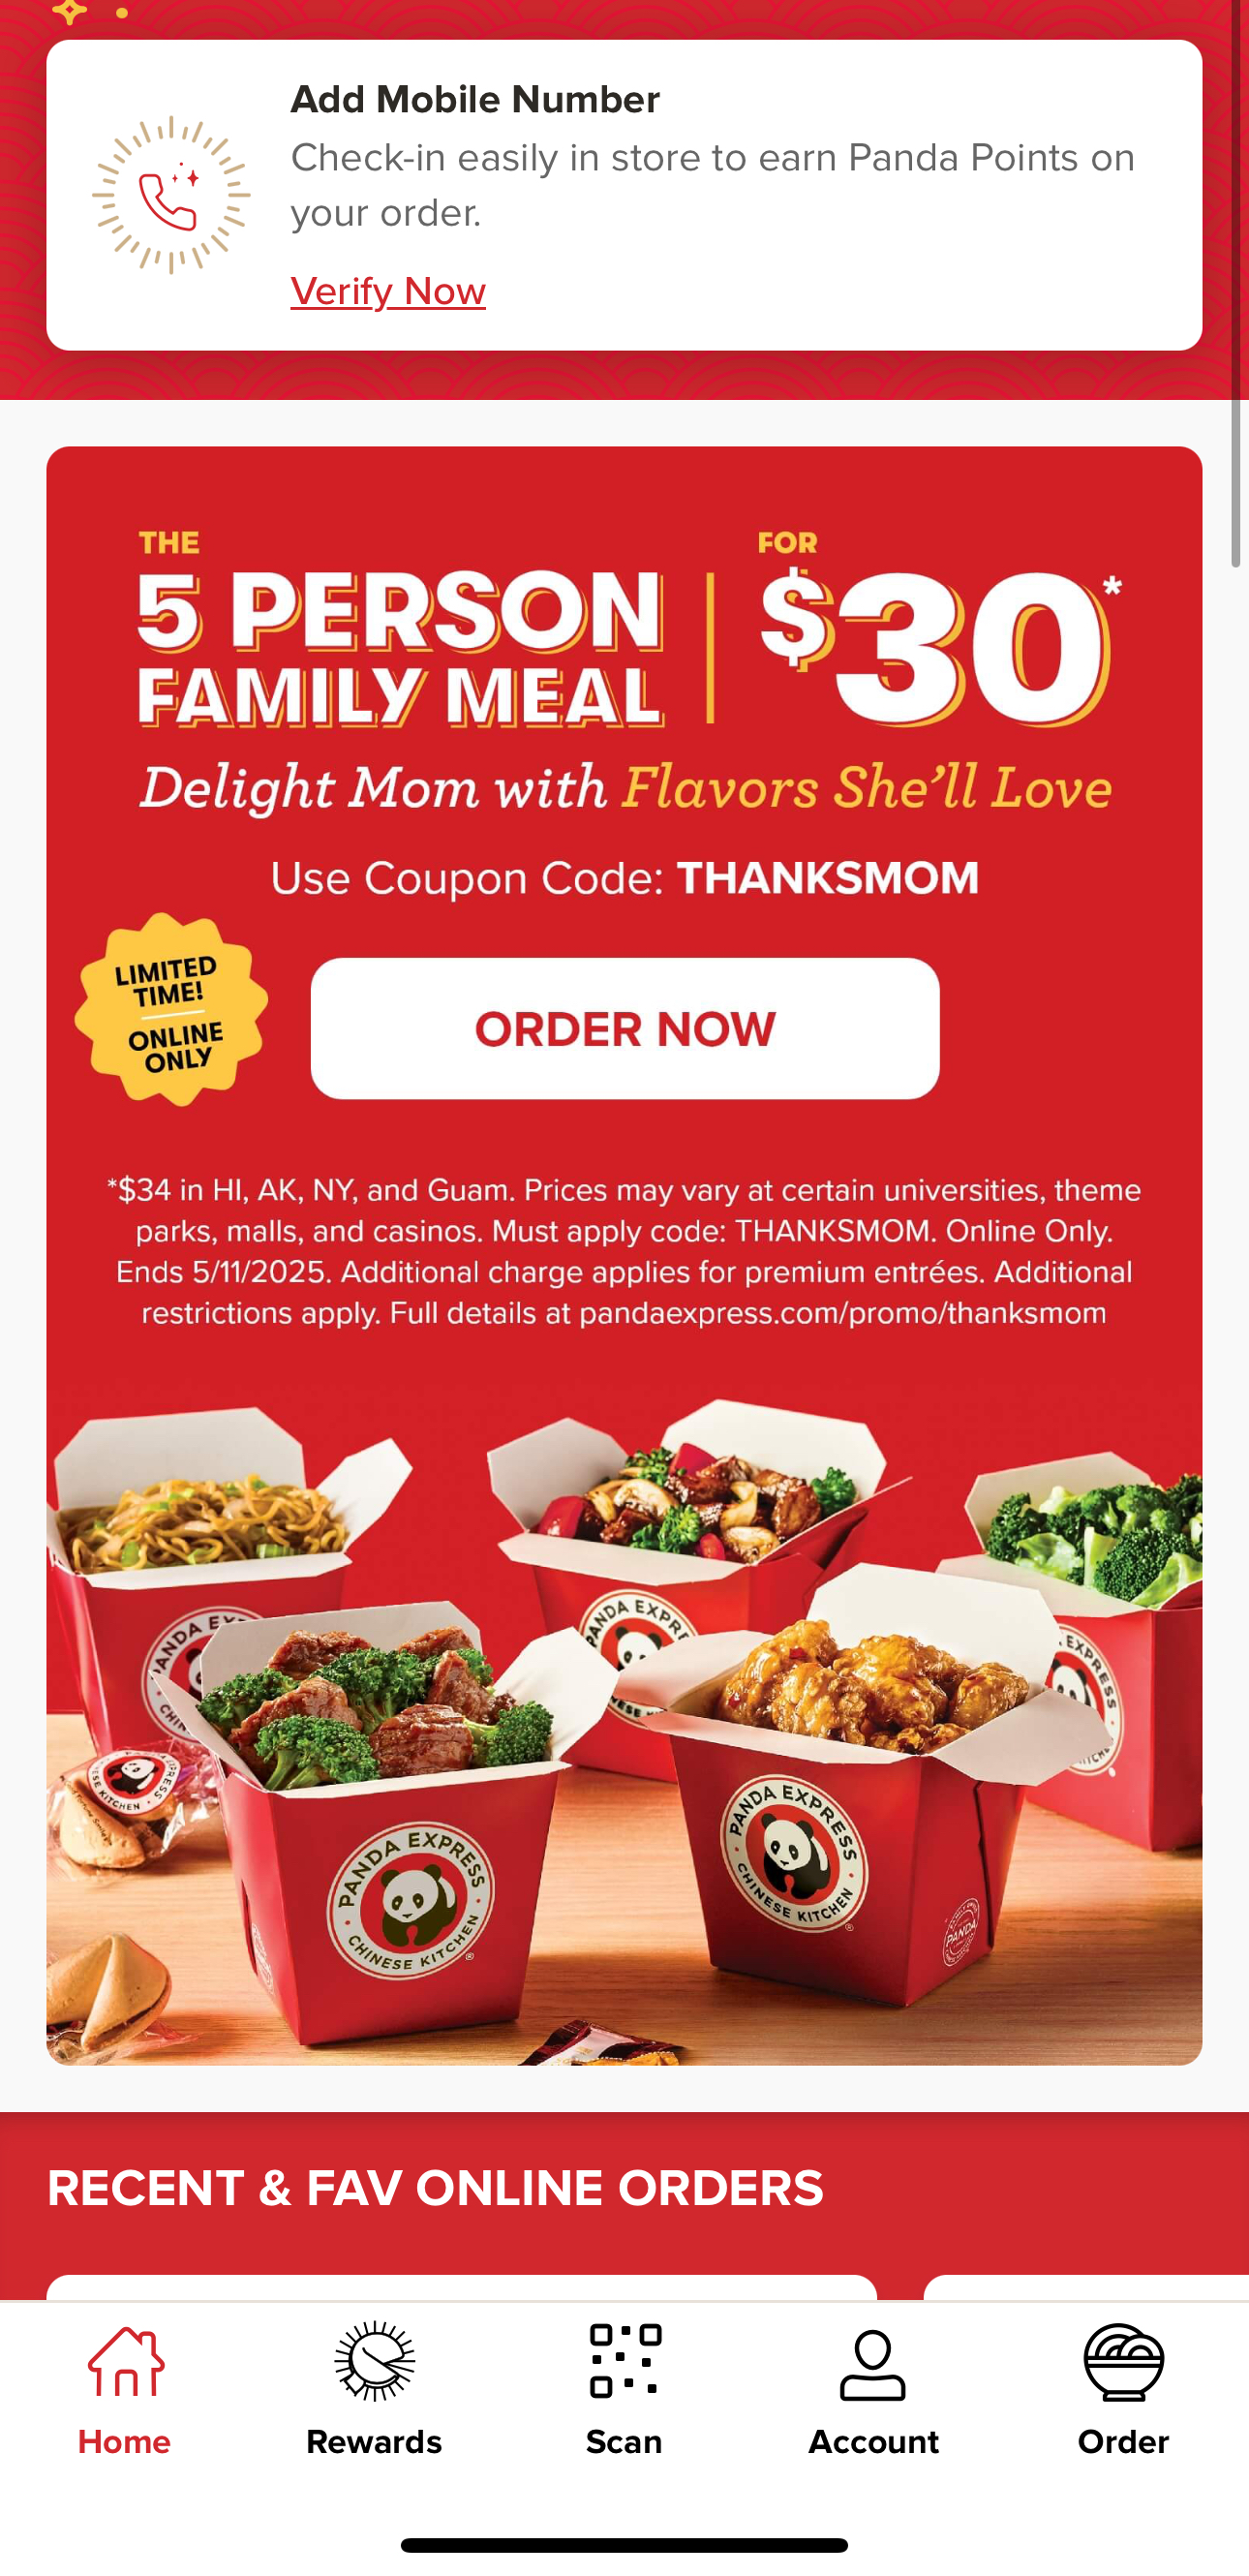 Add Mobile Number
Check-in easily in store to earn Panda Points on
your order.
Verify Now
THE
5 PERSON
FAMILY MEAL
FOR
$30*
Delight Mom with Flavors She'll Love
Use Coupon Code: THANKSMOM
LIMITED
TIME!
ONLINE
ONLY
ORDER NOW
*$34 in HI, AK, NY, and Guam. Prices may vary at certain universities, theme
parks, malls, and casinos. Must apply code: THANKSMOM. Online Only.
Ends 5/11/2025. Additional charge applies for premium entrées. Additional
restrictions apply. Full details at pandaexpress.com/promo/thanksmom
PANDA EXPRESS
CHINESE KITCHEN
PANDA EXPRESS
CHINESE KITCHEN
PANDA
RECENT & FAV ONLINE ORDERS
Home
Rewards
Scan
Account
Order